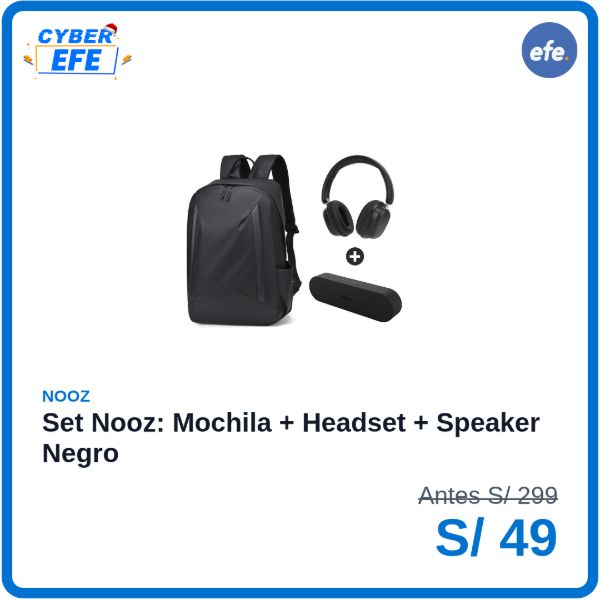 CYBER
EFE
efe.
NOOZ
Set Nooz: Mochila + Headset + Speaker
Negro
Antes S/ 299
S/ 49